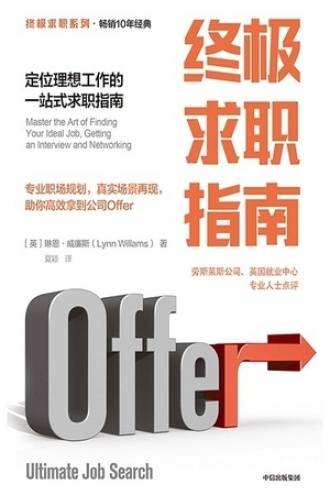 终极求职系列·畅销10年经典
终极
求职
指南
定位理想工作的
一站式求职指南
Master the Art of Finding
Your Ideal Job, Getting
an Interview and Networking
专业职场规划，真实场景再现，
助你高效拿到公司Offer
［英］琳恩·威廉斯（Lynn Williams）著
夏颖 译
劳斯莱斯公司、英国就业中心
专业人士点评
Offer
Ultimate Job Search
中信出版集团